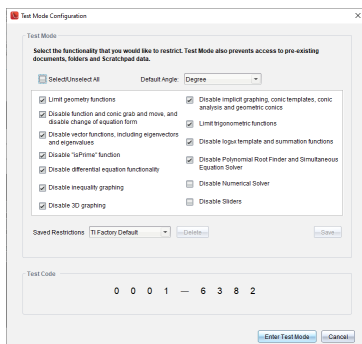 Test Mode Configuration
Test Mode
Select the functionality that you would like to restrict. Test Mode also prevents access to pre-existing
documents, folders and Scratchpad data.
Select/Unselect All
Default Angle: Degree
Limit geometry functions
Disable function and conic grab and move, and
disable change of equation form
Disable vector functions, including eigenvectors
and eigenvalues
Disable "isPrime" function
Disable differential equation functionality
Disable inequality graphing
Disable 3D graphing
Disable implicit graphing, conic templates, conic
analysis and geometric conics
Limit trigonometric functions
Disable logₐx template and summation functions
Disable Polynomial Root Finder and Simultaneous
Equation Solver
Disable Numerical Solver
Disable Sliders
Saved Restrictions TI Factory Default Delete Save
Test Code
0 0 0 1 — 6 3 8 2
Enter Test Mode Cancel